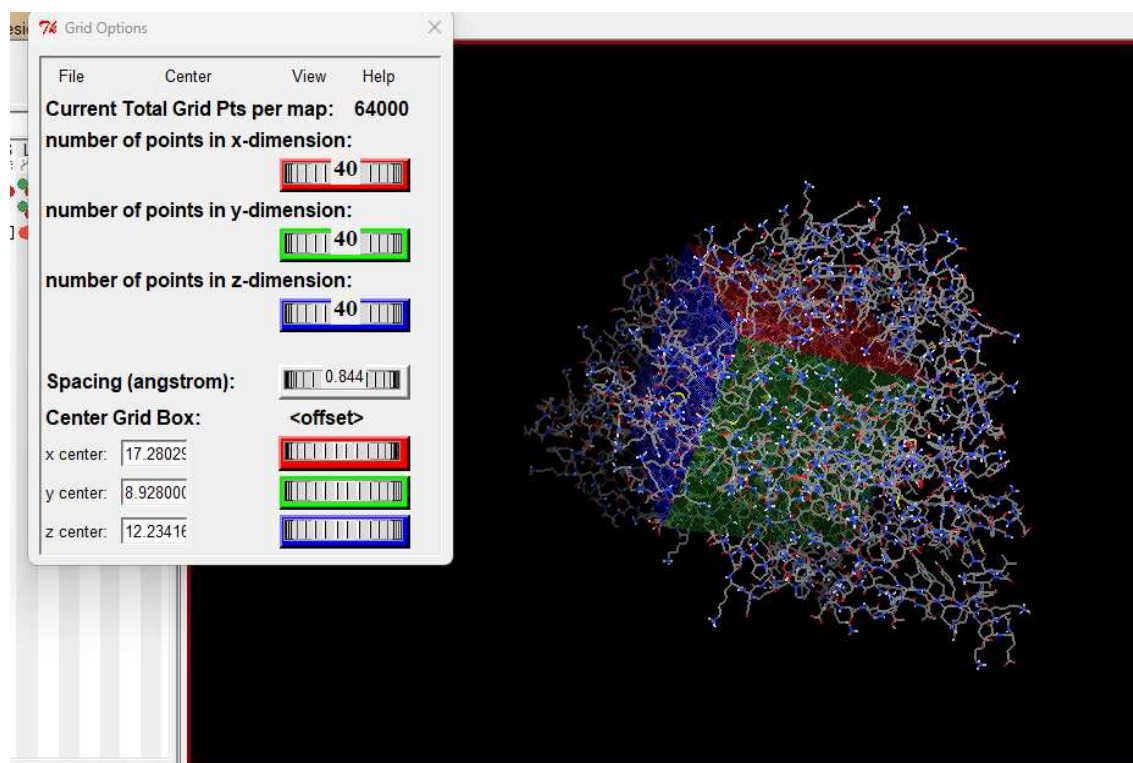 Grid Options
File Center View Help
Current Total Grid Pts per map: 64000
number of points in x-dimension:
40
number of points in y-dimension:
40
number of points in z-dimension:
40
Spacing (angstrom): 0.844
Center Grid Box: <offset>
x center: 17.28029
y center: 8.92800
z center: 12.23416